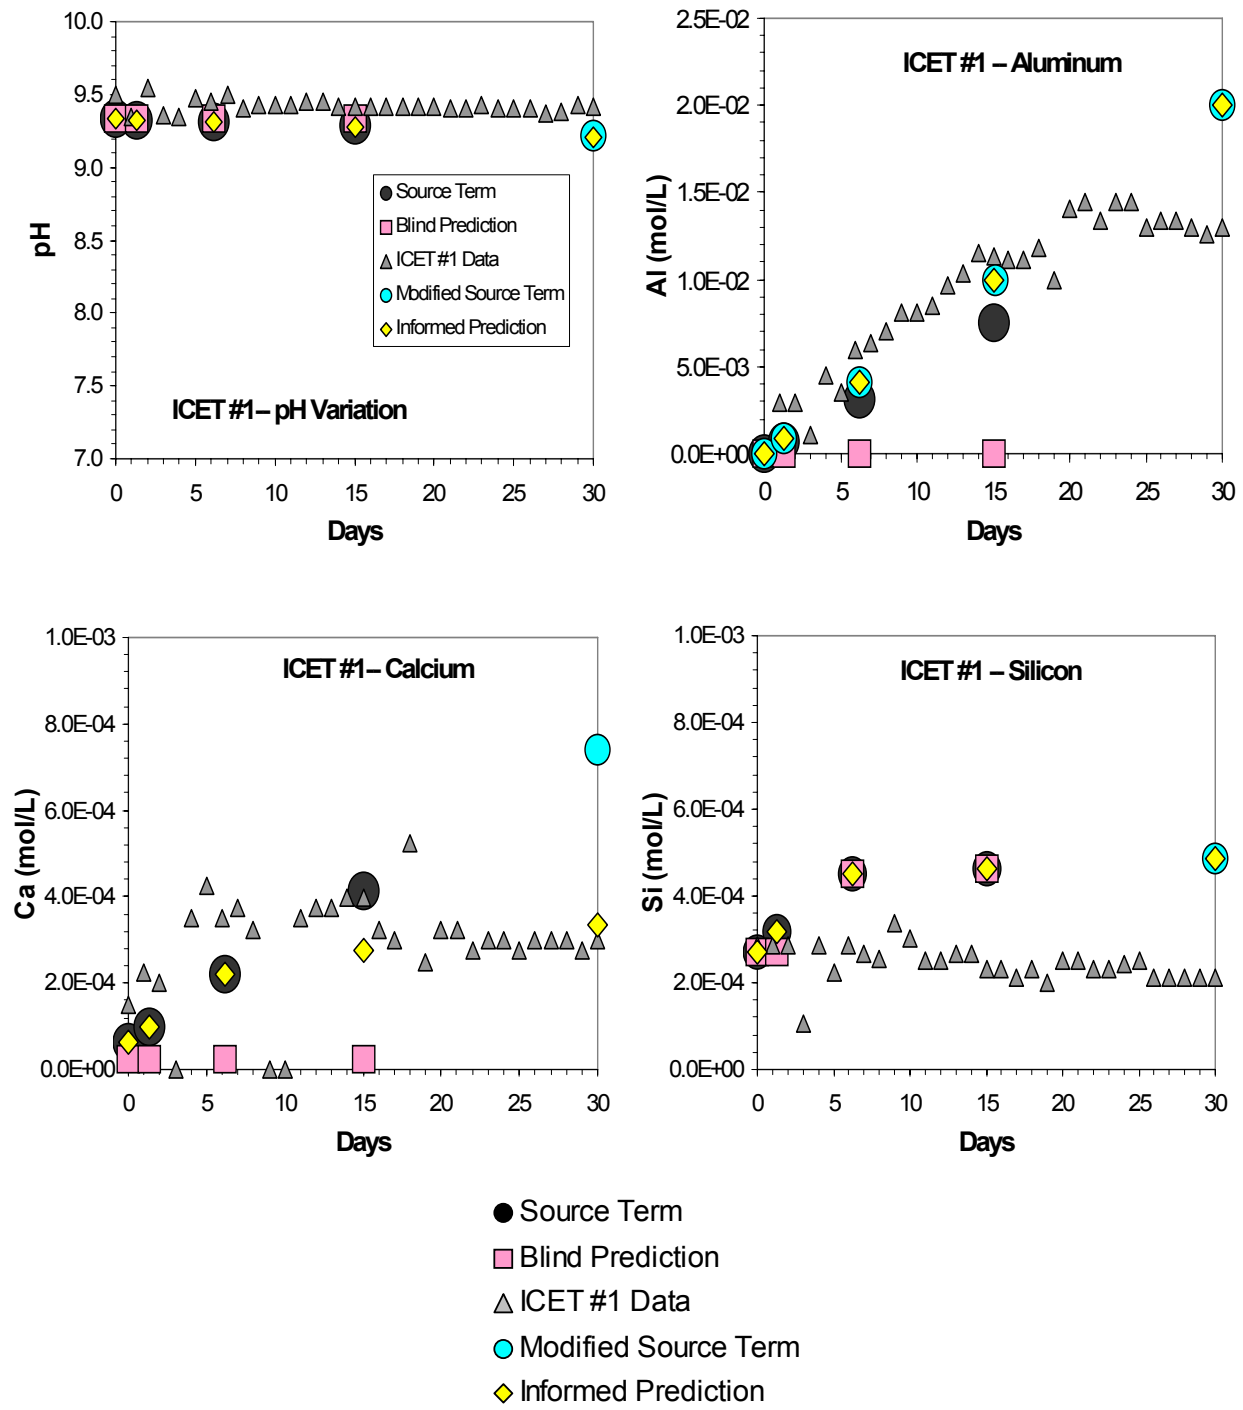 10.0
9.5
9.0
8.5
8.0
7.5
7.0
pH
Source Term
Blind Prediction
ICET #1 Data
Modified Source Term
Informed Prediction
ICET #1– pH Variation
0 5 10 15 20 25 30
Days
2.5E-02
2.0E-02
1.5E-02
1.0E-02
5.0E-03
0.0E+00
Al (mol/L)
ICET #1 – Aluminum
0 5 10 15 20 25 30
Days
1.0E-03
8.0E-04
6.0E-04
4.0E-04
2.0E-04
0.0E+00
Ca (mol/L)
ICET #1– Calcium
0 5 10 15 20 25 30
Days
1.0E-03
8.0E-04
6.0E-04
4.0E-04
2.0E-04
0.0E+00
Si (mol/L)
ICET #1 – Silicon
0 5 10 15 20 25 30
Days
Source Term
Blind Prediction
ICET #1 Data
Modified Source Term
Informed Prediction